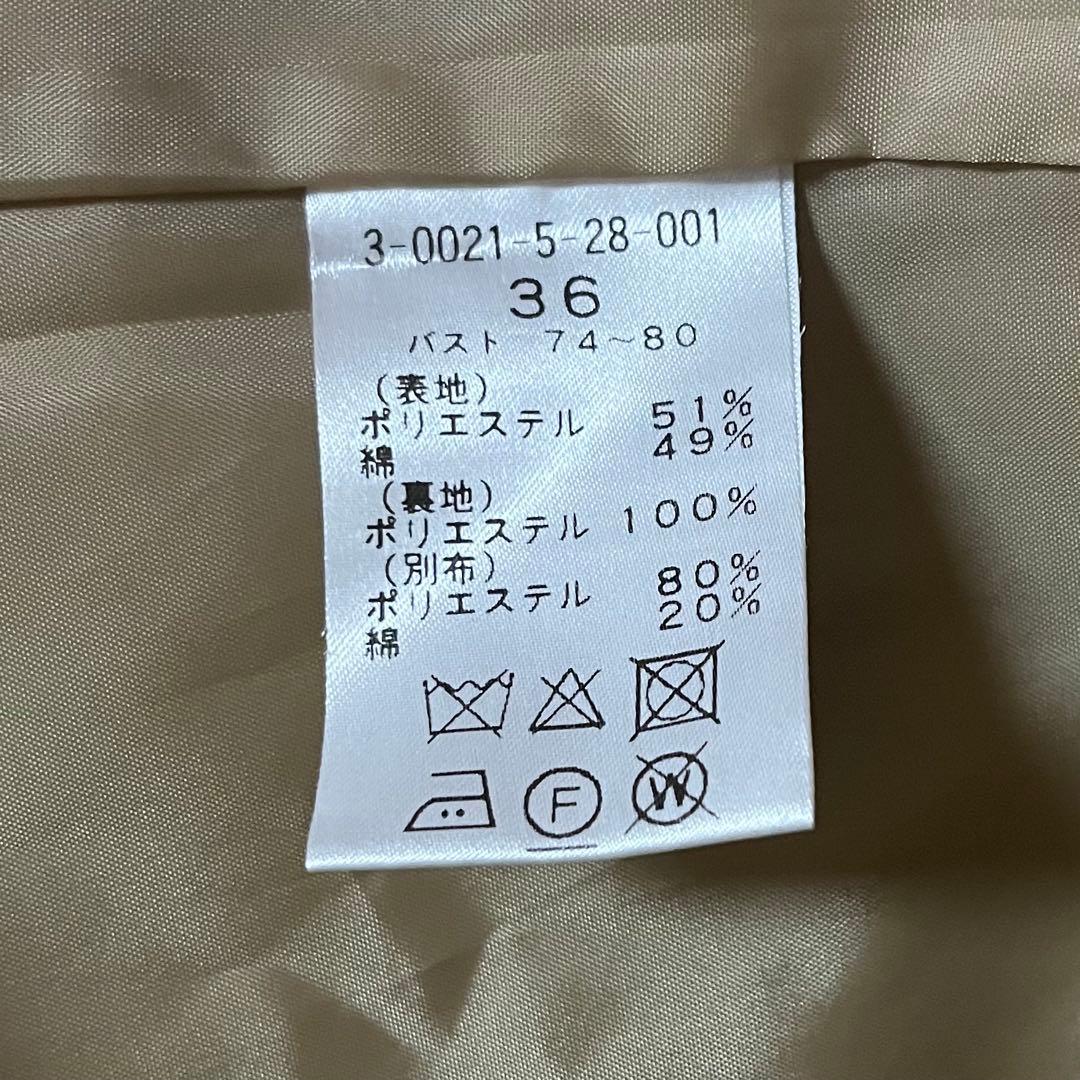 3-0021-5-28-001
36
バスト 74~80
(表地)
ポリエステル 51%
綿 49%
(裏地)
ポリエステル 100%
(別布)
ポリエステル 80%
綿 20%
F
W